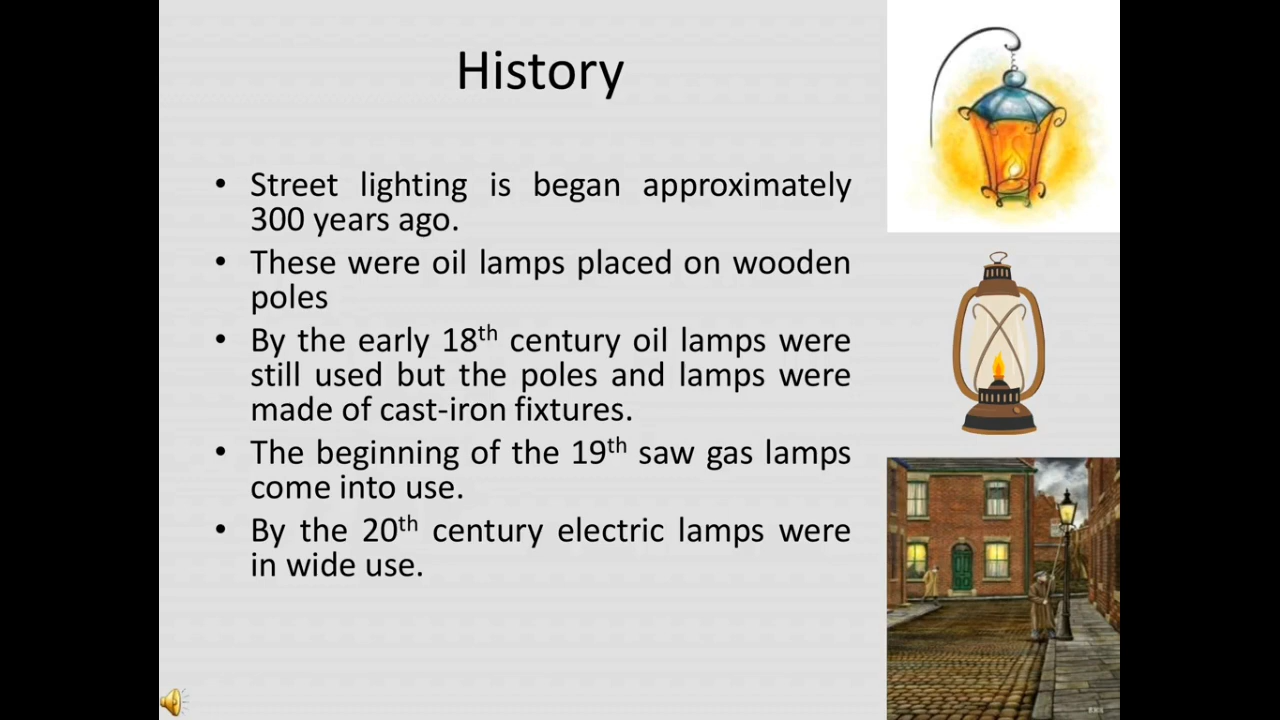 History
• Street lighting is began approximately
300 years ago.
• These were oil lamps placed on wooden
poles
• By the early 18th century oil lamps were
still used but the poles and lamps were
made of cast-iron fixtures.
• The beginning of the 19th saw gas lamps
come into use.
• By the 20th century electric lamps were
in wide use.